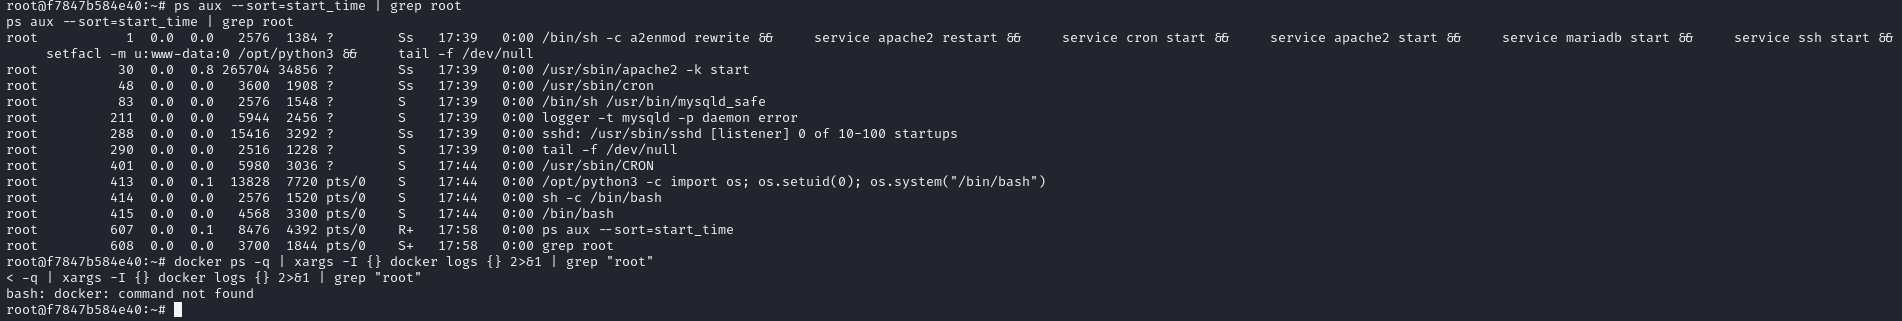 root@f7847b584e40:~# ps aux --sort=start_time | grep root
ps aux --sort=start_time | grep root
root           1  0.0  0.0   2576  1384 ?        Ss   17:39   0:00 /bin/sh -c a2enmod rewrite &&     service apache2 restart &&     service cron start &&     service apache2 start &&     service mariadb start &&     service ssh start &&
     setfacl -m u:www-data:0 /opt/python3 &&     tail -f /dev/null
root          30  0.0  0.8 265704 34856 ?        Ss   17:39   0:00 /usr/sbin/apache2 -k start
root          48  0.0  0.0   3600  1908 ?        Ss   17:39   0:00 /usr/sbin/cron
root          83  0.0  0.0   2576  1548 ?        S    17:39   0:00 /bin/sh /usr/bin/mysqld_safe
root         211  0.0  0.0   5944  2456 ?        S    17:39   0:00 logger -t mysqld -p daemon error
root         288  0.0  0.0  15416  3292 ?        Ss   17:39   0:00 sshd: /usr/sbin/sshd [listener] 0 of 10-100 startups
root         290  0.0  0.0   2516  1228 ?        S    17:39   0:00 tail -f /dev/null
root         401  0.0  0.0   5980  3036 ?        S    17:44   0:00 /usr/sbin/CRON
root         413  0.0  0.1  13828  7720 pts/0    S    17:44   0:00 /opt/python3 -c import os; os.setuid(0); os.system("/bin/bash")
root         414  0.0  0.0   2576  1520 pts/0    S    17:44   0:00 sh -c /bin/bash
root         415  0.0  0.0   4568  3300 pts/0    S    17:44   0:00 /bin/bash
root         607  0.0  0.1   8476  4392 pts/0    R+   17:58   0:00 ps aux --sort=start_time
root         608  0.0  0.0   3700  1844 pts/0    S+   17:58   0:00 grep root
root@f7847b584e40:~# docker ps -q | xargs -I {} docker logs {} 2>&1 | grep "root"
< -q | xargs -I {} docker logs {} 2>&1 | grep "root"
bash: docker: command not found
root@f7847b584e40:~#